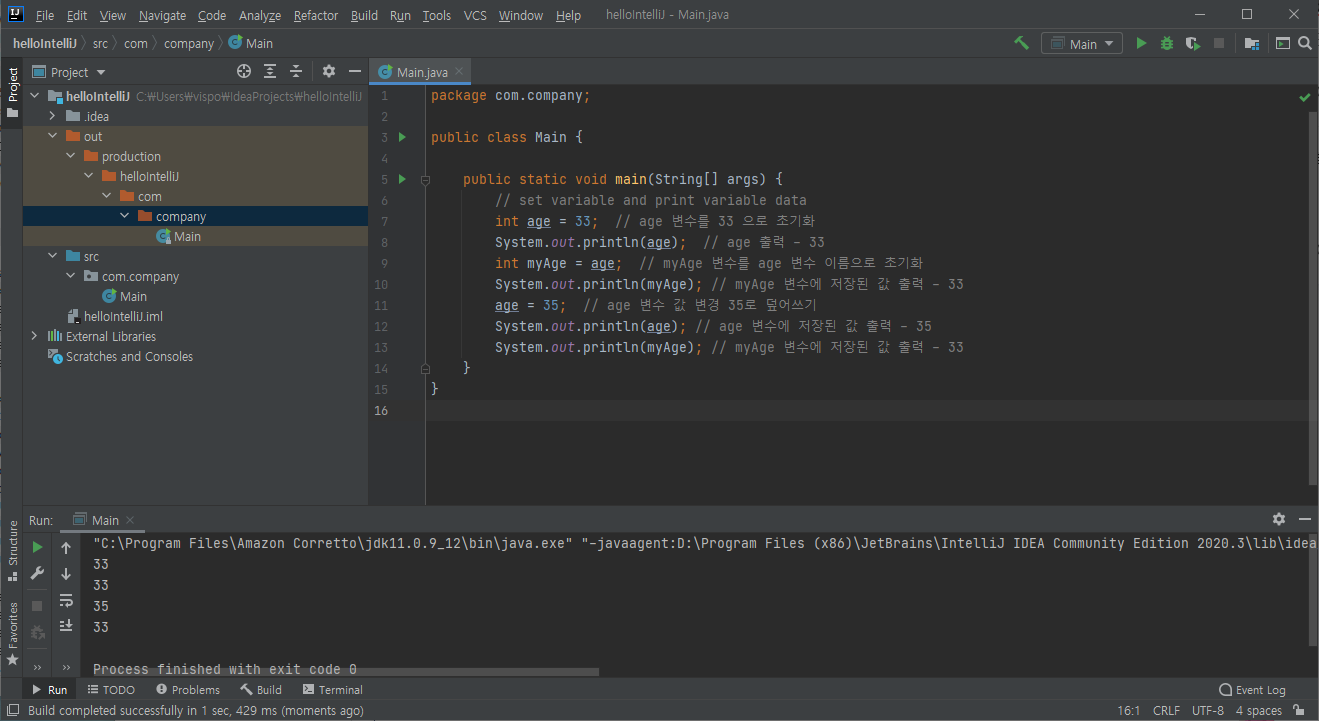 File Edit View Navigate Code Analyze Refactor Build Run Tools VCS Window Help helloIntelliJ - Main.java
helloIntelliJ src com company Main
Main
Project
Project
Main.java
helloIntelliJ C:₩Users₩vispo₩IdeaProjects₩helloIntelliJ
.idea
out
production
helloIntelliJ
com
company
Main
src
com.company
Main
helloIntelliJ.iml
External Libraries
Scratches and Consoles
1 package com.company;
2
3 public class Main {
4
5 public static void main(String[] args) {
6 // set variable and print variable data
7 int age = 33; // age 변수를 33 으로 초기화
8 System.out.println(age); // age 출력 - 33
9 int myAge = age; // myAge 변수를 age 변수 이름으로 초기화
10 System.out.println(myAge); // myAge 변수에 저장된 값 출력 - 33
11 age = 35; // age 변수 값 변경 35로 덮어쓰기
12 System.out.println(age); // age 변수에 저장된 값 출력 - 35
13 System.out.println(myAge); // myAge 변수에 저장된 값 출력 - 33
14 }
15 }
16
Structure
Favorites
Run: Main
"C:\Program Files\Amazon Corretto\jdk11.0.9_12\bin\java.exe" "-javaagent:D:\Program Files (x86)\JetBrains\IntelliJ IDEA Community Edition 2020.3\lib\idea
33
33
35
33
Process finished with exit code 0
Run TODO Problems Build Terminal Event Log
Build completed successfully in 1 sec, 429 ms (moments ago) 16:1 CRLF UTF-8 4 spaces